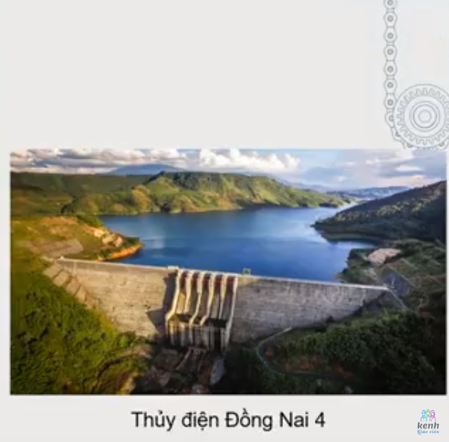 Thủy điện Đồng Nai 4
kenh